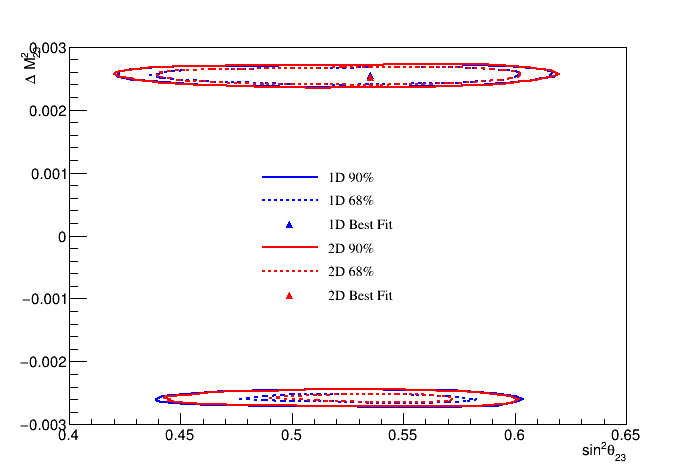 Δ M²₂₃
0.003
0.002
0.001
0
−0.001
−0.002
−0.003
1D 90%
1D 68%
1D Best Fit
2D 90%
2D 68%
2D Best Fit
0.4 0.45 0.5 0.55 0.6 0.65
sin²θ₂₃